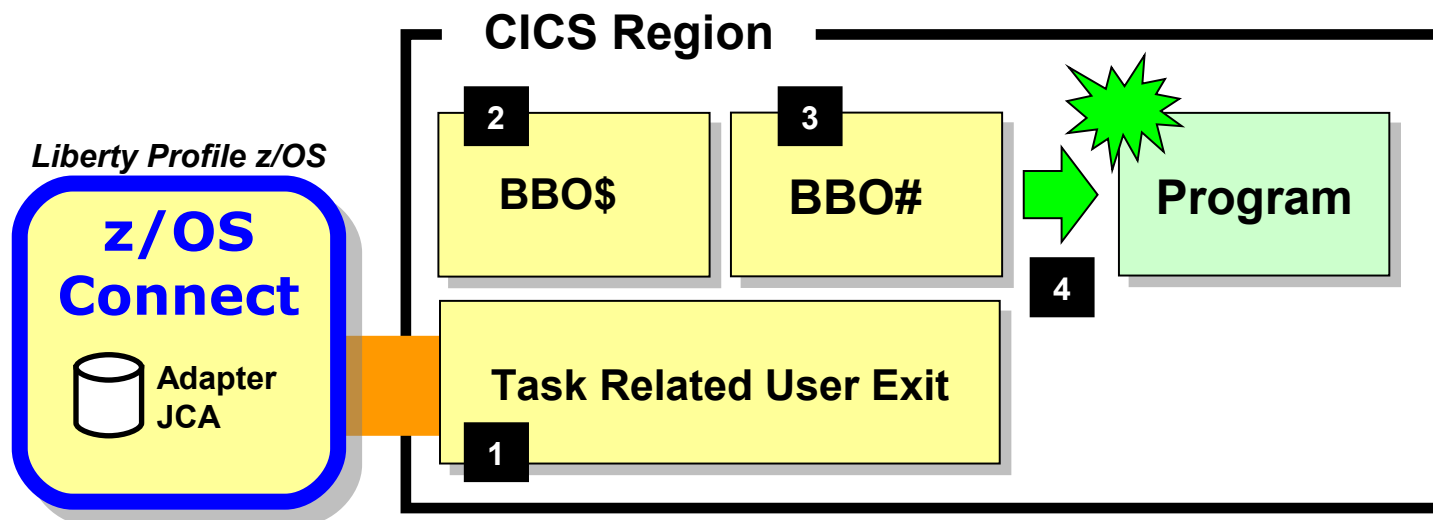 CICS Region
2
3
BBO$
BBO#
Program
4
Liberty Profile z/OS
z/OS
Connect
Adapter
JCA
Task Related User Exit
1